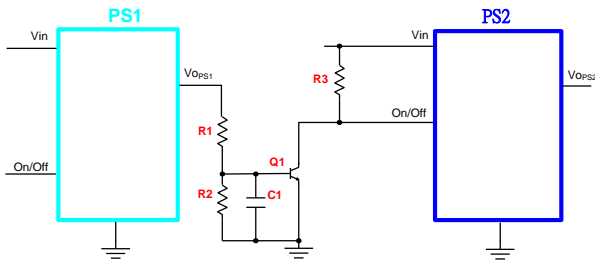 PS1
PS2
Vin
Vin
VoPS1
R3
VoPS2
R1
On/Off
Q1
On/Off
R2
C1